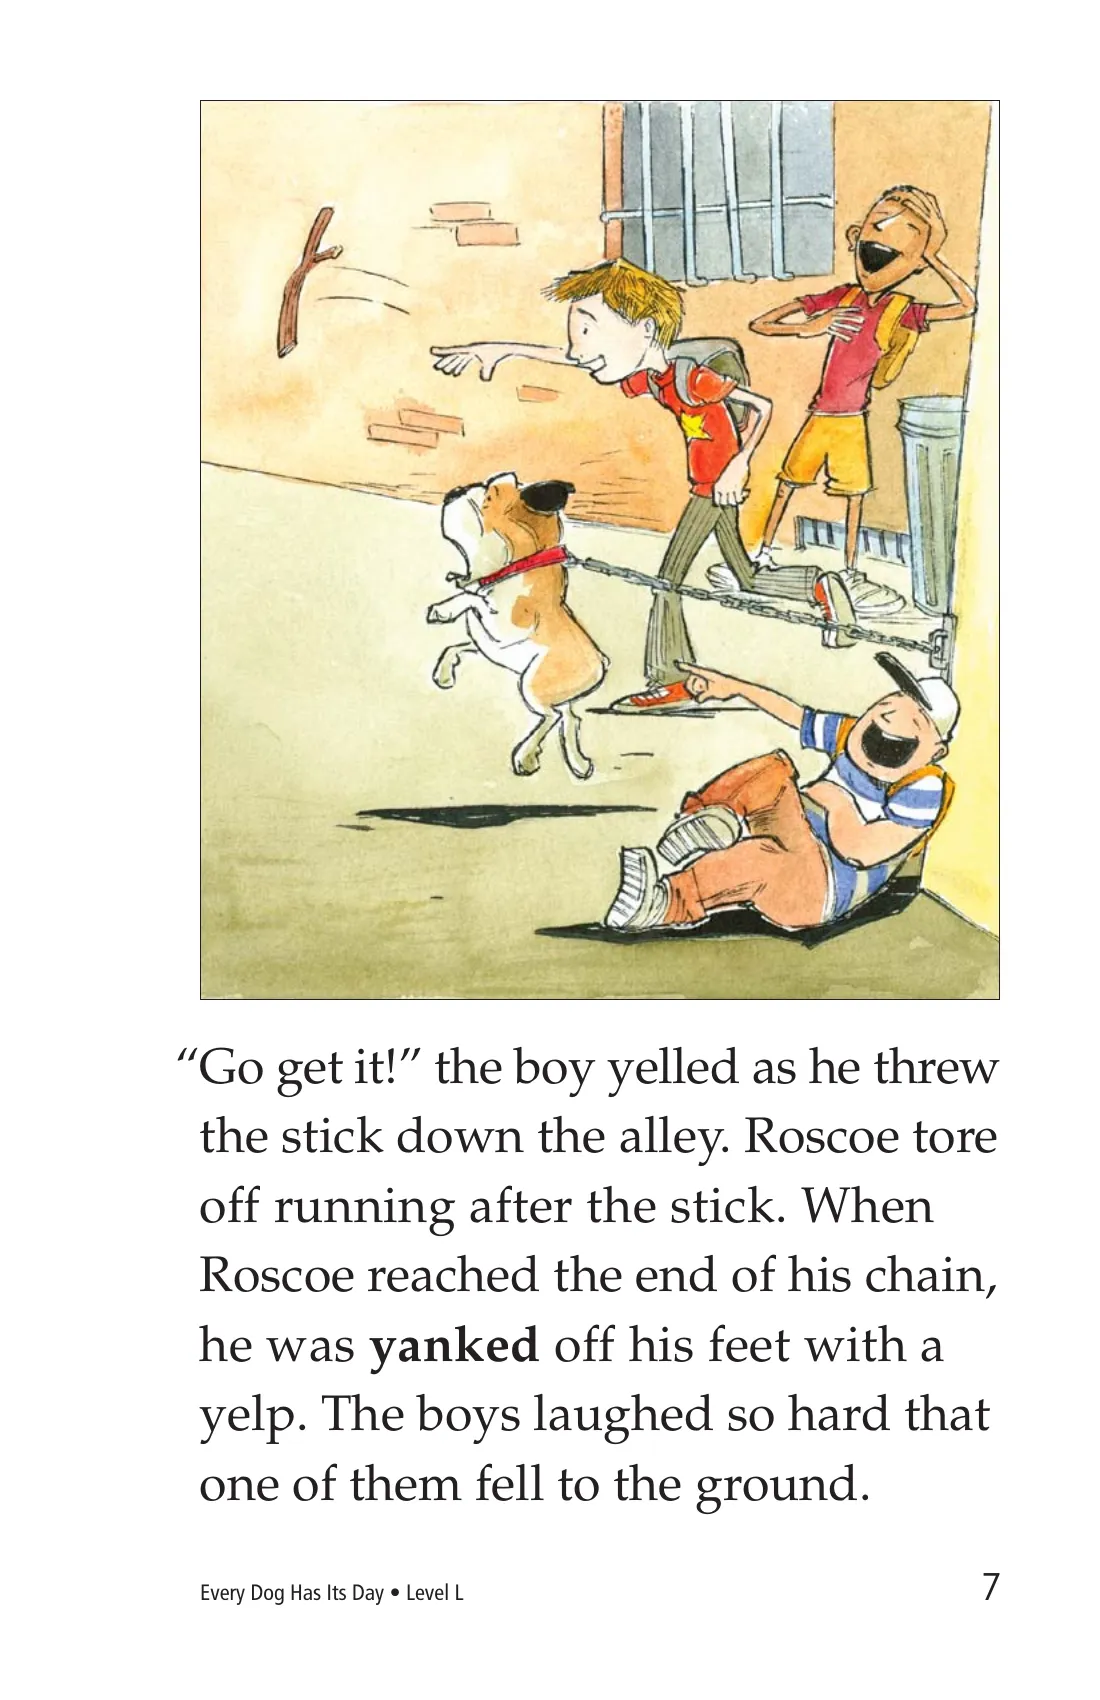 “Go get it!” the boy yelled as he threw
the stick down the alley. Roscoe tore
off running after the stick. When
Roscoe reached the end of his chain,
he was yanked off his feet with a
yelp. The boys laughed so hard that
one of them fell to the ground.
Every Dog Has Its Day • Level L
7